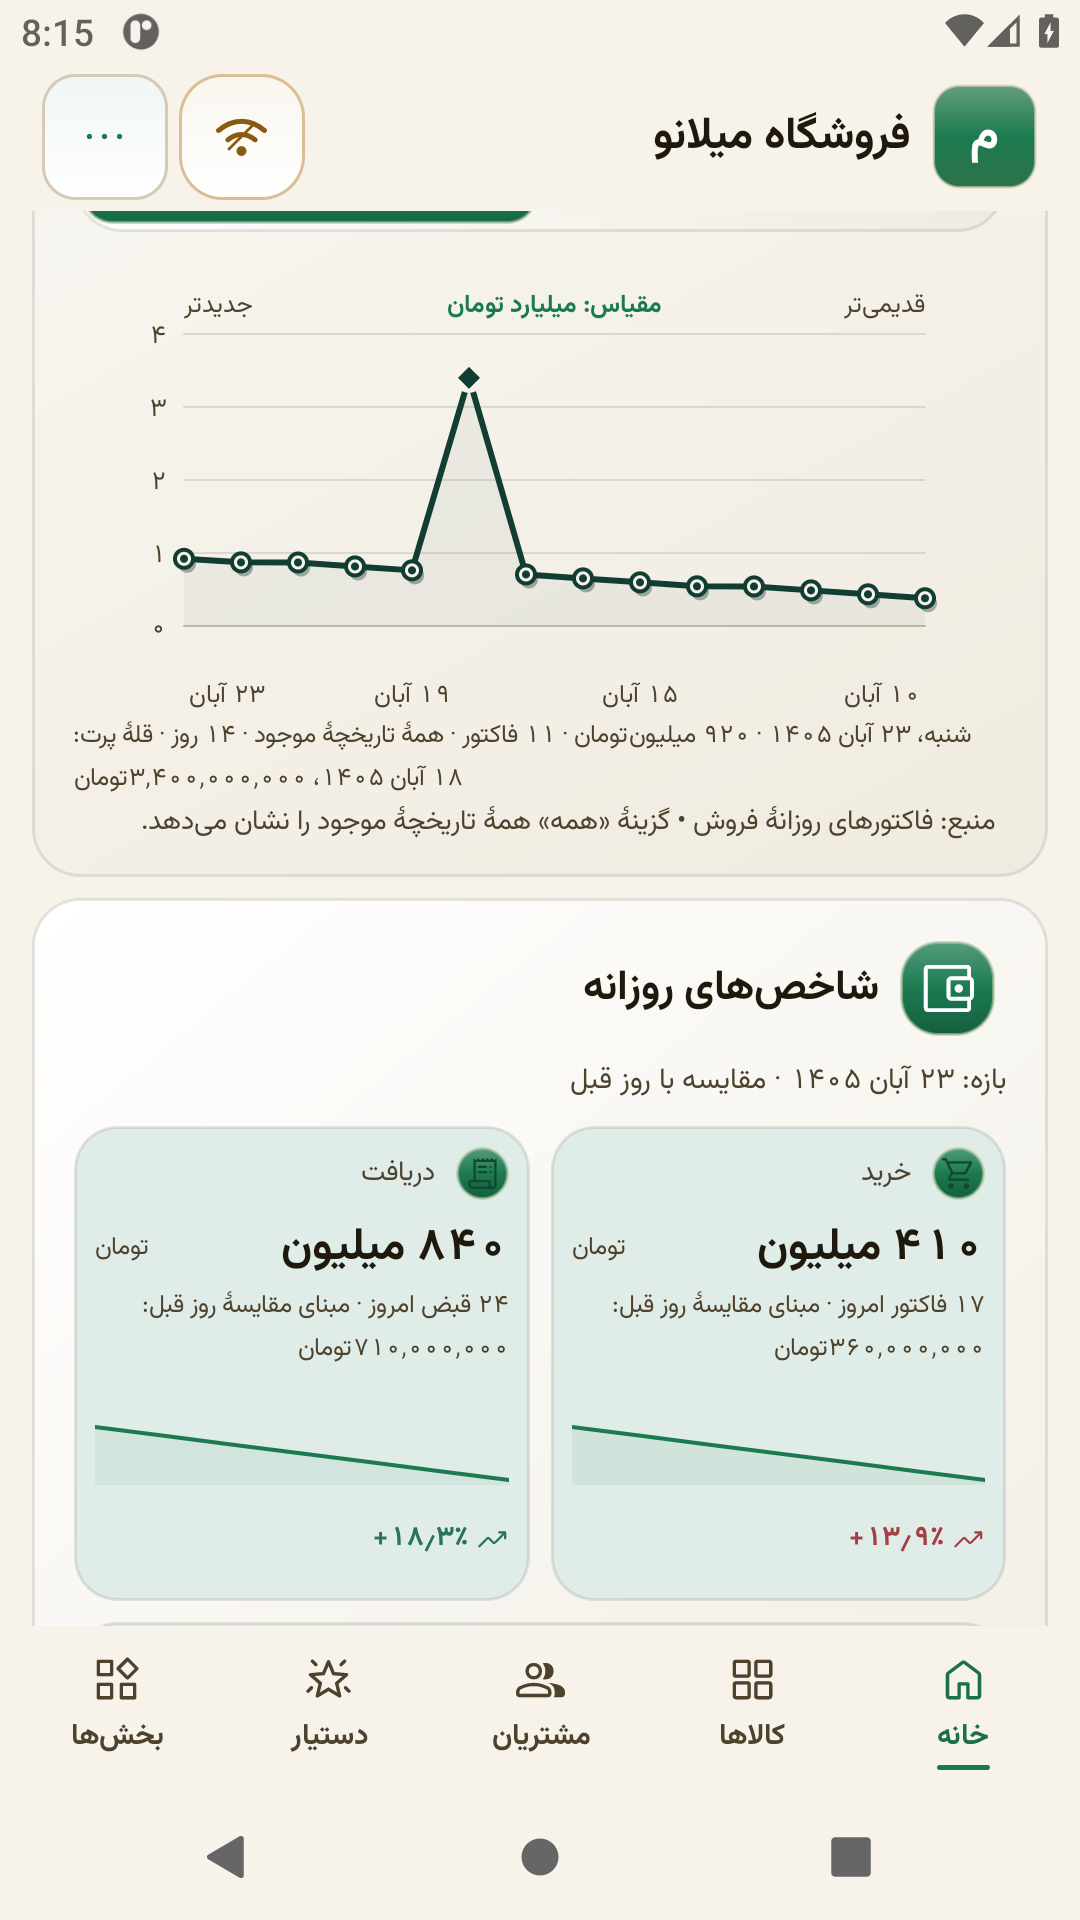 8:15
م
فروشگاه میلانو
قدیمی‌تر
مقیاس: میلیارد تومان
جدیدتر
۴
۳
۲
۱
۰
۱۰ آبان
۱۵ آبان
۱۹ آبان
۲۳ آبان
شنبه، ۲۳ آبان ۱۴۰۵ · ۹۲۰ میلیون‌تومان · ۱۱ فاکتور · همهٔ تاریخچهٔ موجود · ۱۴ روز · قلهٔ پرت:
۱۸ آبان ۱۴۰۵، ۳,۴۰۰,۰۰۰,۰۰۰تومان
منبع: فاکتورهای روزانهٔ فروش • گزینهٔ «همه» همهٔ تاریخچهٔ موجود را نشان می‌دهد.
شاخص‌های روزانه
بازه: ۲۳ آبان ۱۴۰۵ · مقایسه با روز قبل
خرید
۴۱۰ میلیون تومان
۱۷ فاکتور امروز · مبنای مقایسهٔ روز قبل:
۳۶۰,۰۰۰,۰۰۰تومان
+۱۳٫۹٪
دریافت
۸۴۰ میلیون تومان
۲۴ قبض امروز · مبنای مقایسهٔ روز قبل:
۷۱۰,۰۰۰,۰۰۰تومان
+۱۸٫۳٪
خانه
کالاها
مشتریان
دستیار
بخش‌ها